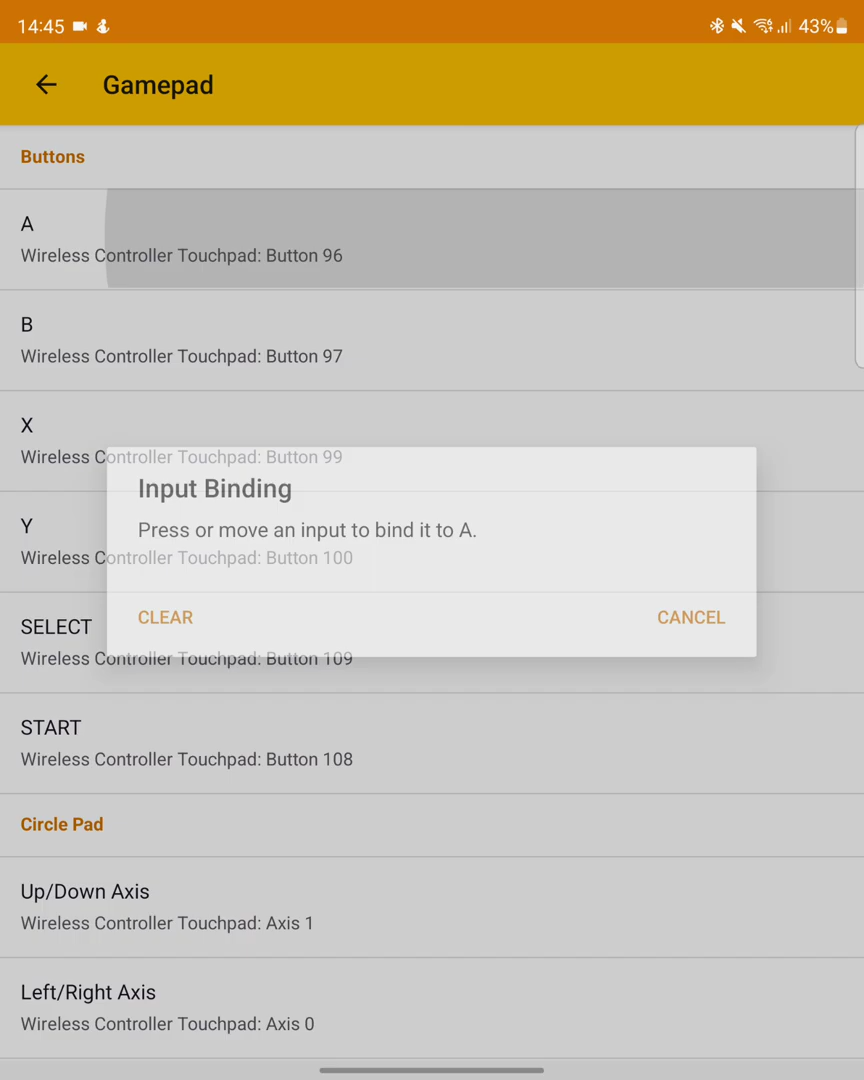 14:45
43%
Gamepad
Buttons
A
Wireless Controller Touchpad: Button 96
B
Wireless Controller Touchpad: Button 97
X
Wireless Controller Touchpad: Button 99
Input Binding
Press or move an input to bind it to A.
Y
Wireless Controller Touchpad: Button 100
CLEAR
CANCEL
SELECT
Wireless Controller Touchpad: Button 109
START
Wireless Controller Touchpad: Button 108
Circle Pad
Up/Down Axis
Wireless Controller Touchpad: Axis 1
Left/Right Axis
Wireless Controller Touchpad: Axis 0